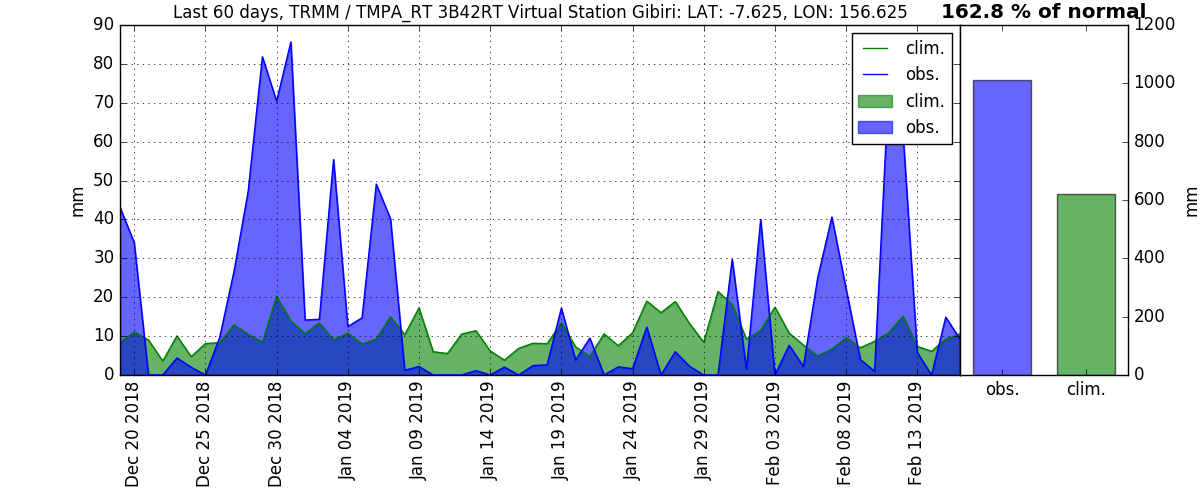 Last 60 days, TRMM / TMPA_RT 3B42RT Virtual Station Gibiri: LAT: -7.625, LON: 156.625
162.8 % of normal
90
80
70
60
50
40
30
20
10
0
mm
clim.
obs.
clim.
obs.
1200
1000
800
600
400
200
0
mm
Dec 20 2018
Dec 25 2018
Dec 30 2018
Jan 04 2019
Jan 09 2019
Jan 14 2019
Jan 19 2019
Jan 24 2019
Jan 29 2019
Feb 03 2019
Feb 08 2019
Feb 13 2019
obs.
clim.